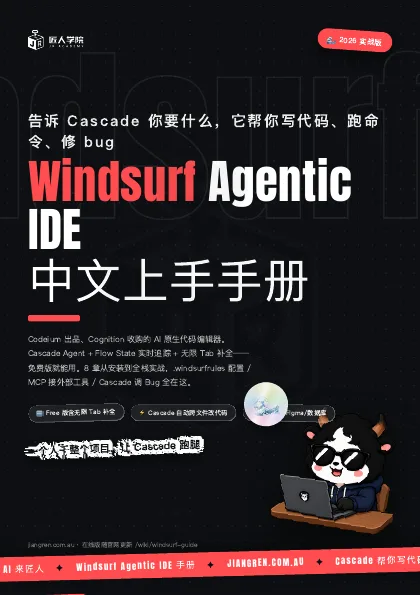 匠人学院
JR ACADEMY
2026 实战版
告诉 Cascade 你要什么，它帮你写代码、跑命
令、修 bug
Windsurf Agentic
IDE
中文上手手册
Codeium 出品、Cognition 收购的 AI 原生代码编辑器。
Cascade Agent + Flow State 实时追踪 + 无限 Tab 补全——
免费版就能用。8 章从安装到全栈实战，.windsurfrules 配置 /
MCP 接外部工具 / Cascade 调 Bug 全在这。
Free 版含无限 Tab 补全
Cascade 自动跨文件改代码
Figma/数据库
一个人干整个项目，让 Cascade 跑腿
jiangren.com.au · 在线版随官网更新 /wiki/windsurf-guide
AI 来匠人 ✦ Windsurf Agentic IDE 手册 ✦ JIANGREN.COM.AU ✦ Cascade 帮你写代